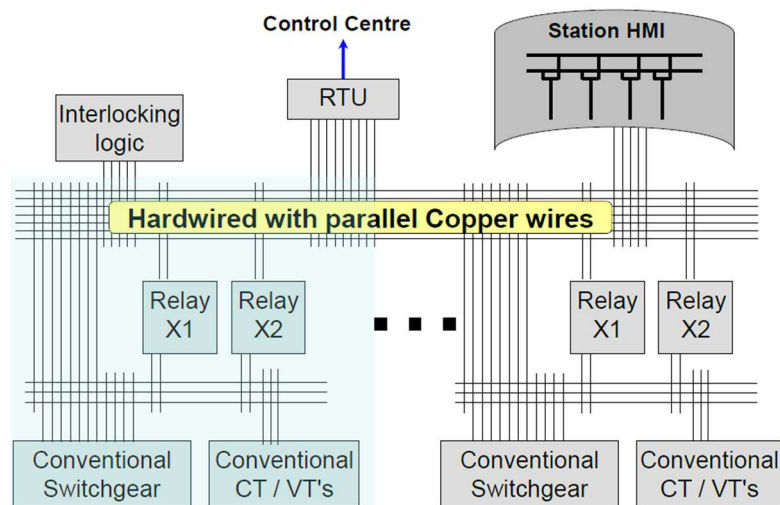 Control Centre
Station HMI
RTU
Interlocking
logic
Hardwired with parallel Copper wires
Relay
X1
Relay
X2
Relay
X1
Relay
X2
Conventional
Switchgear
Conventional
CT / VT's
Conventional
Switchgear
Conventional
CT / VT's